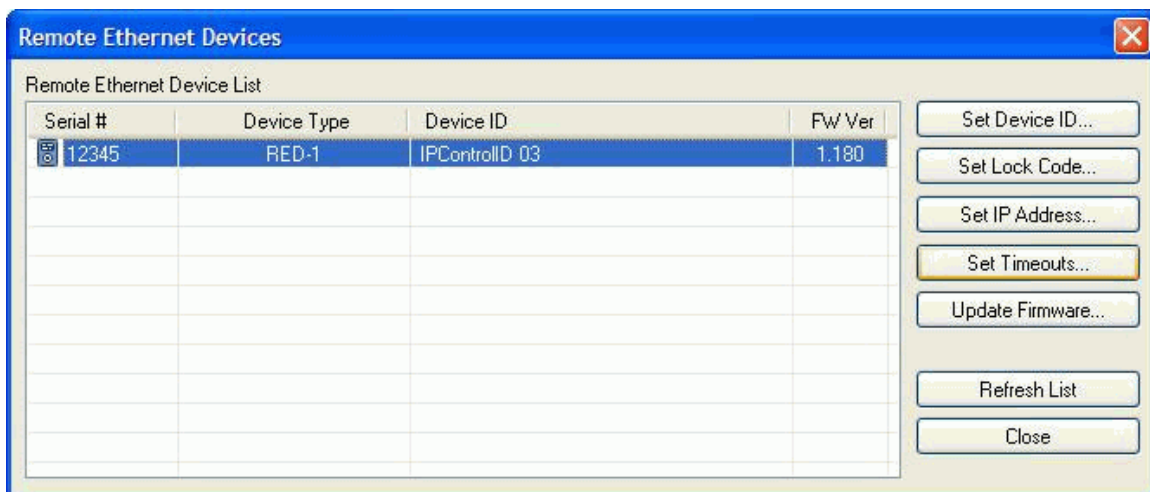 Remote Ethernet Devices
Remote Ethernet Device List
Serial # Device Type Device ID FW Ver
12345 RED-1 IPControlID 03 1.180
Set Device ID...
Set Lock Code...
Set IP Address...
Set Timeouts...
Update Firmware...
Refresh List
Close